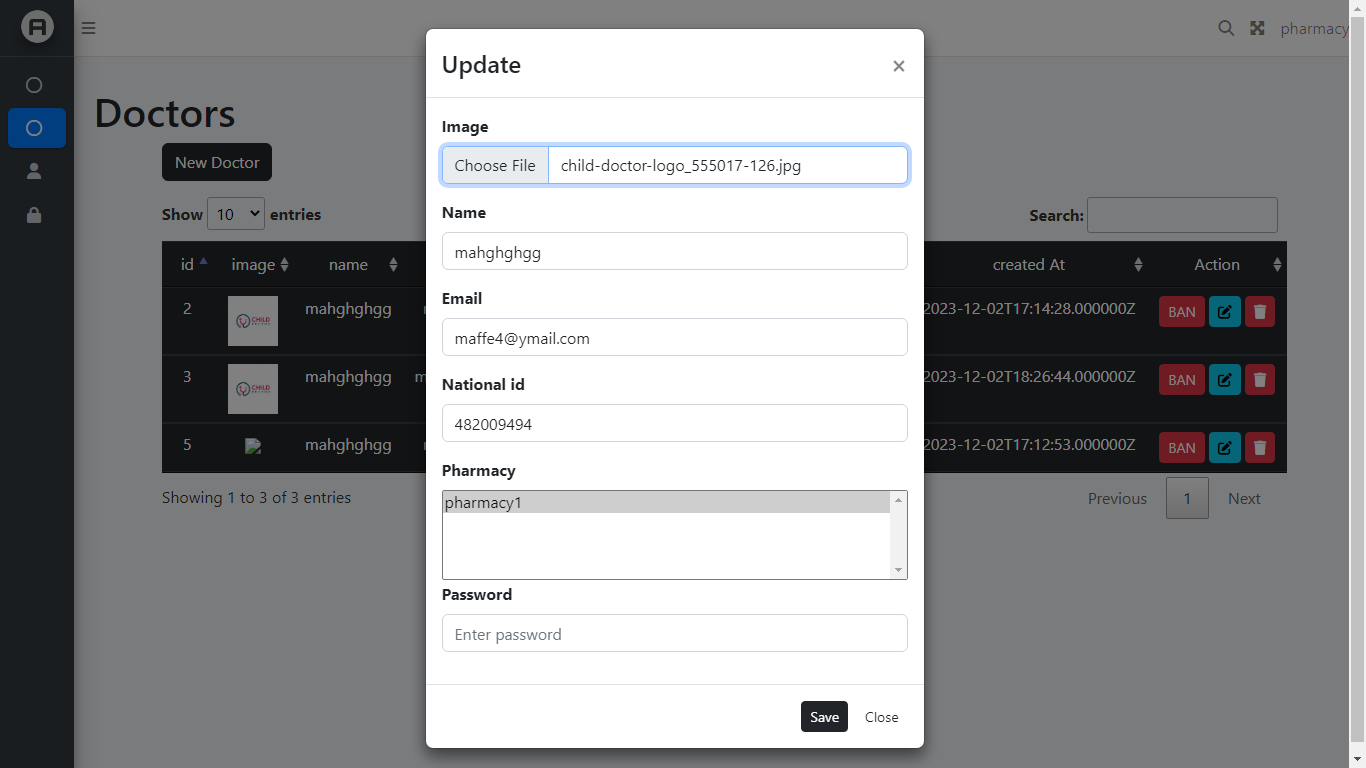 pharmacy
Doctors
New Doctor
Show 10 entries
Search:
id image name created At Action
2 CHILD mahghghgg 2023-12-02T17:14:28.000000Z BAN
3 CHILD mahghghgg m 2023-12-02T18:26:44.000000Z BAN
5 mahghghgg 2023-12-02T17:12:53.000000Z BAN
Showing 1 to 3 of 3 entries
Previous 1 Next
Update ×
Image
Choose File child-doctor-logo_555017-126.jpg
Name
mahghghgg
Email
maffe4@ymail.com
National id
482009494
Pharmacy
pharmacy1
Password
Enter password
Save Close